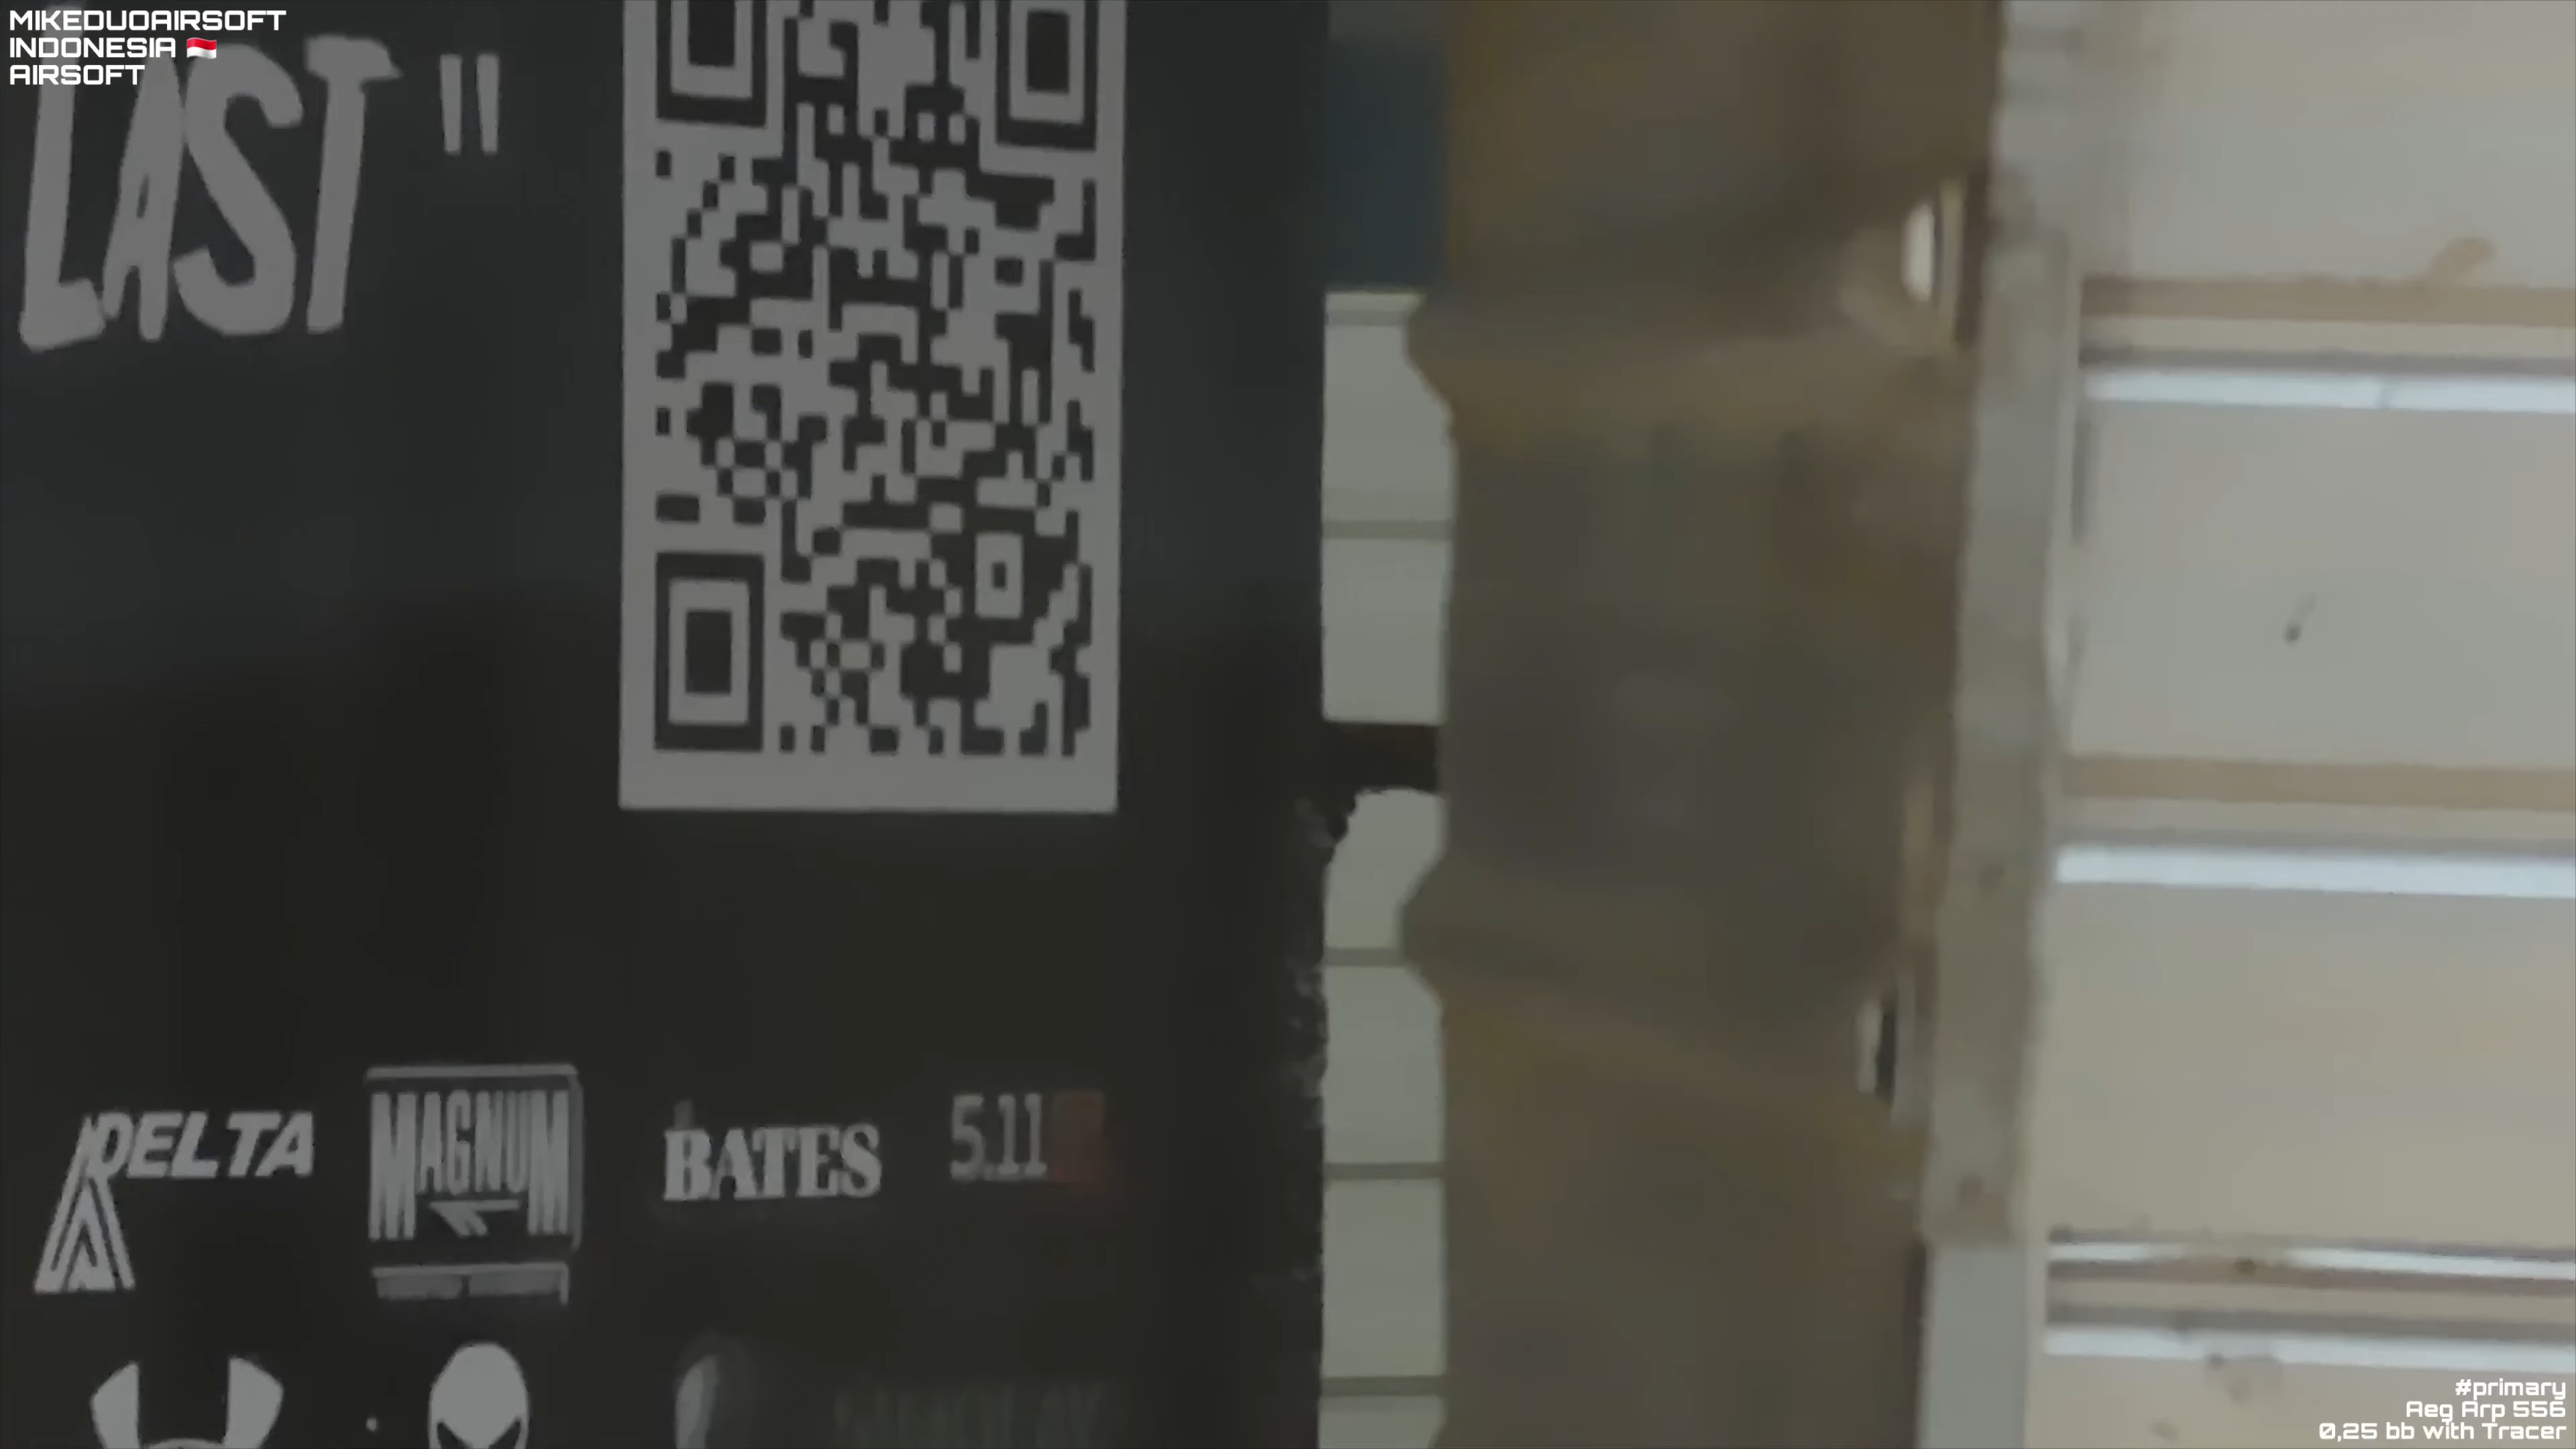 MIKEDUOAIRSOFT
INDONESIA 🇮🇩
AIRSOFT
LAST "
DELTA
MAGNUM
BATES
5.11
#primary
Aeg Arp 556
0,25 bb with Tracer